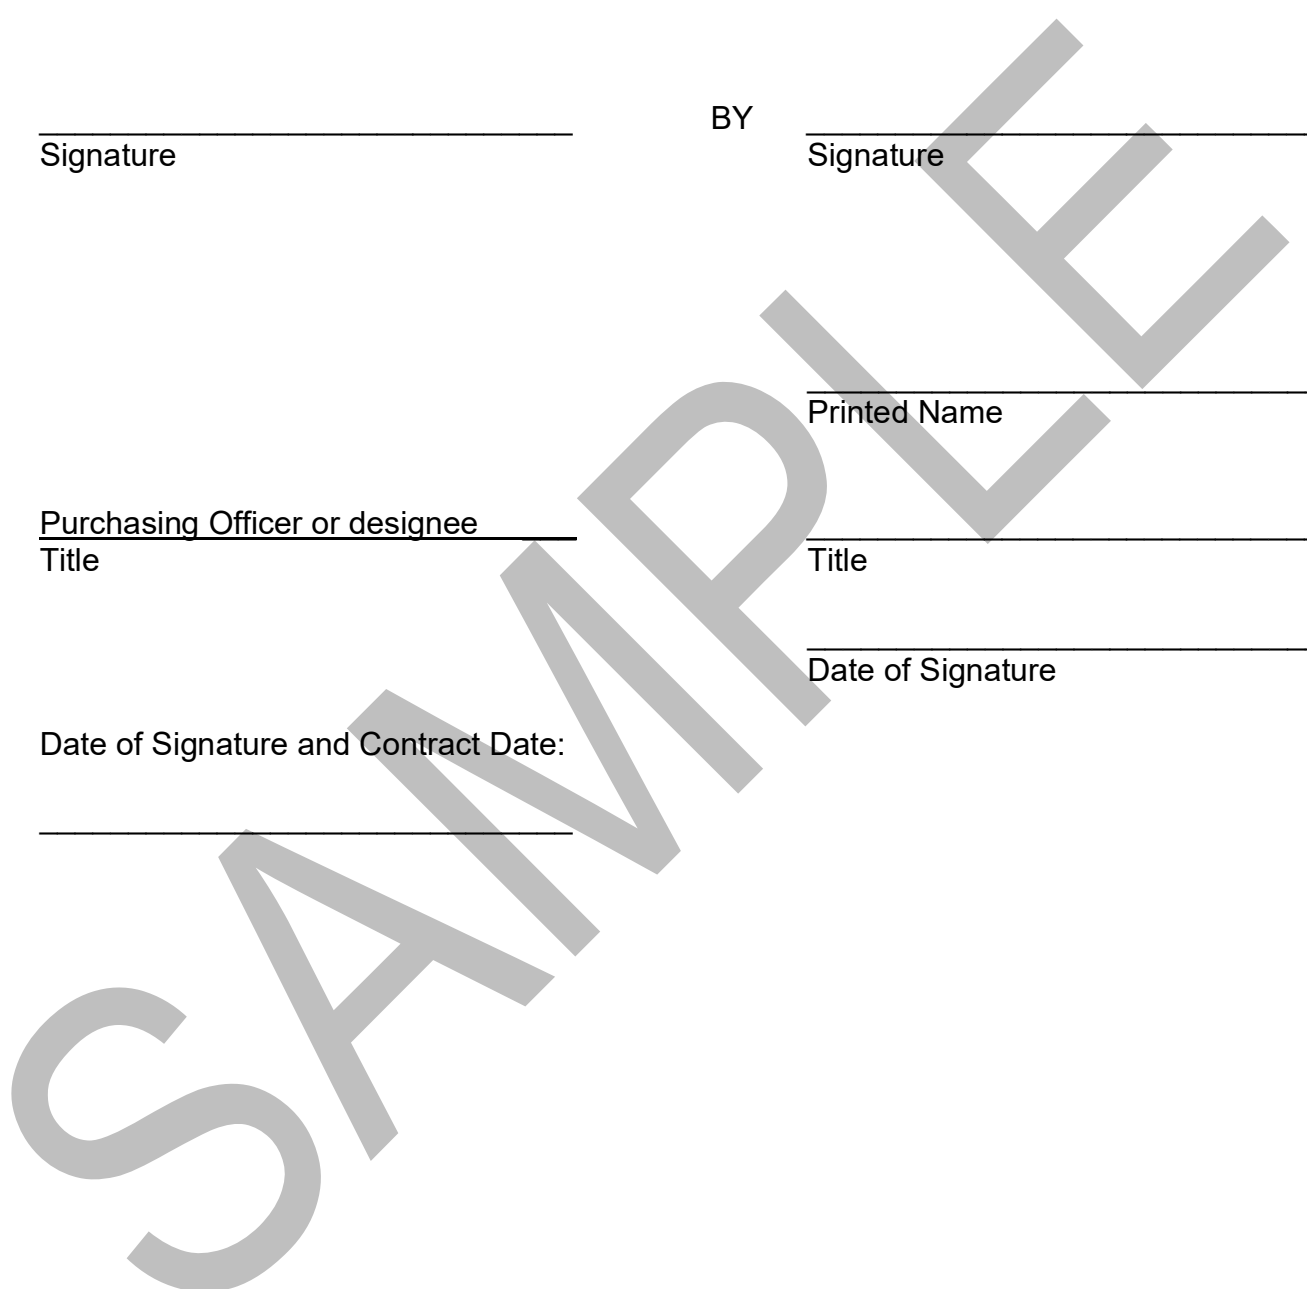 BY
Signature
Signature
Printed Name
Purchasing Officer or designee
Title
Title
Date of Signature
Date of Signature and Contract Date:
SAMPLE